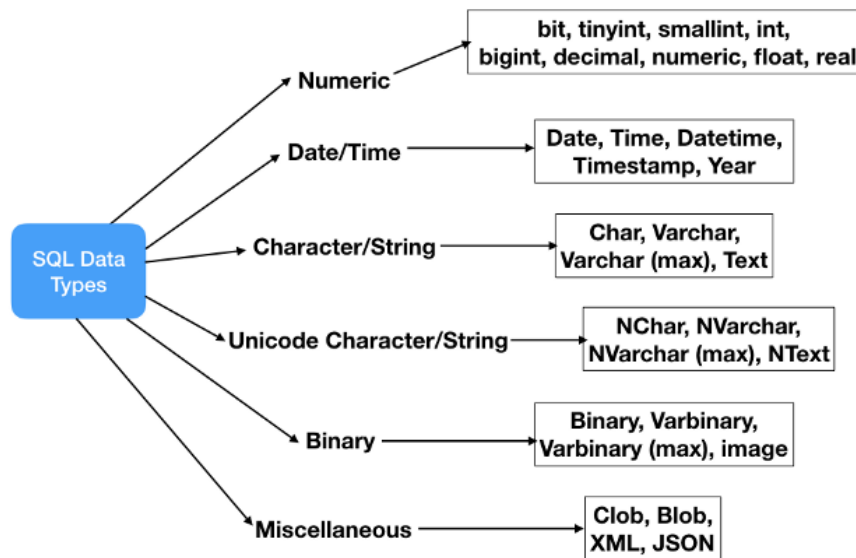 bit, tinyint, smallint, int,
bigint, decimal, numeric, float, real
Numeric
Date/Time
Date, Time, Datetime,
Timestamp, Year
SQL Data
Types
Character/String
Char, Varchar,
Varchar (max), Text
Unicode Character/String
NChar, NVarchar,
NVarchar (max), NText
Binary
Binary, Varbinary,
Varbinary (max), image
Miscellaneous
Clob, Blob,
XML, JSON